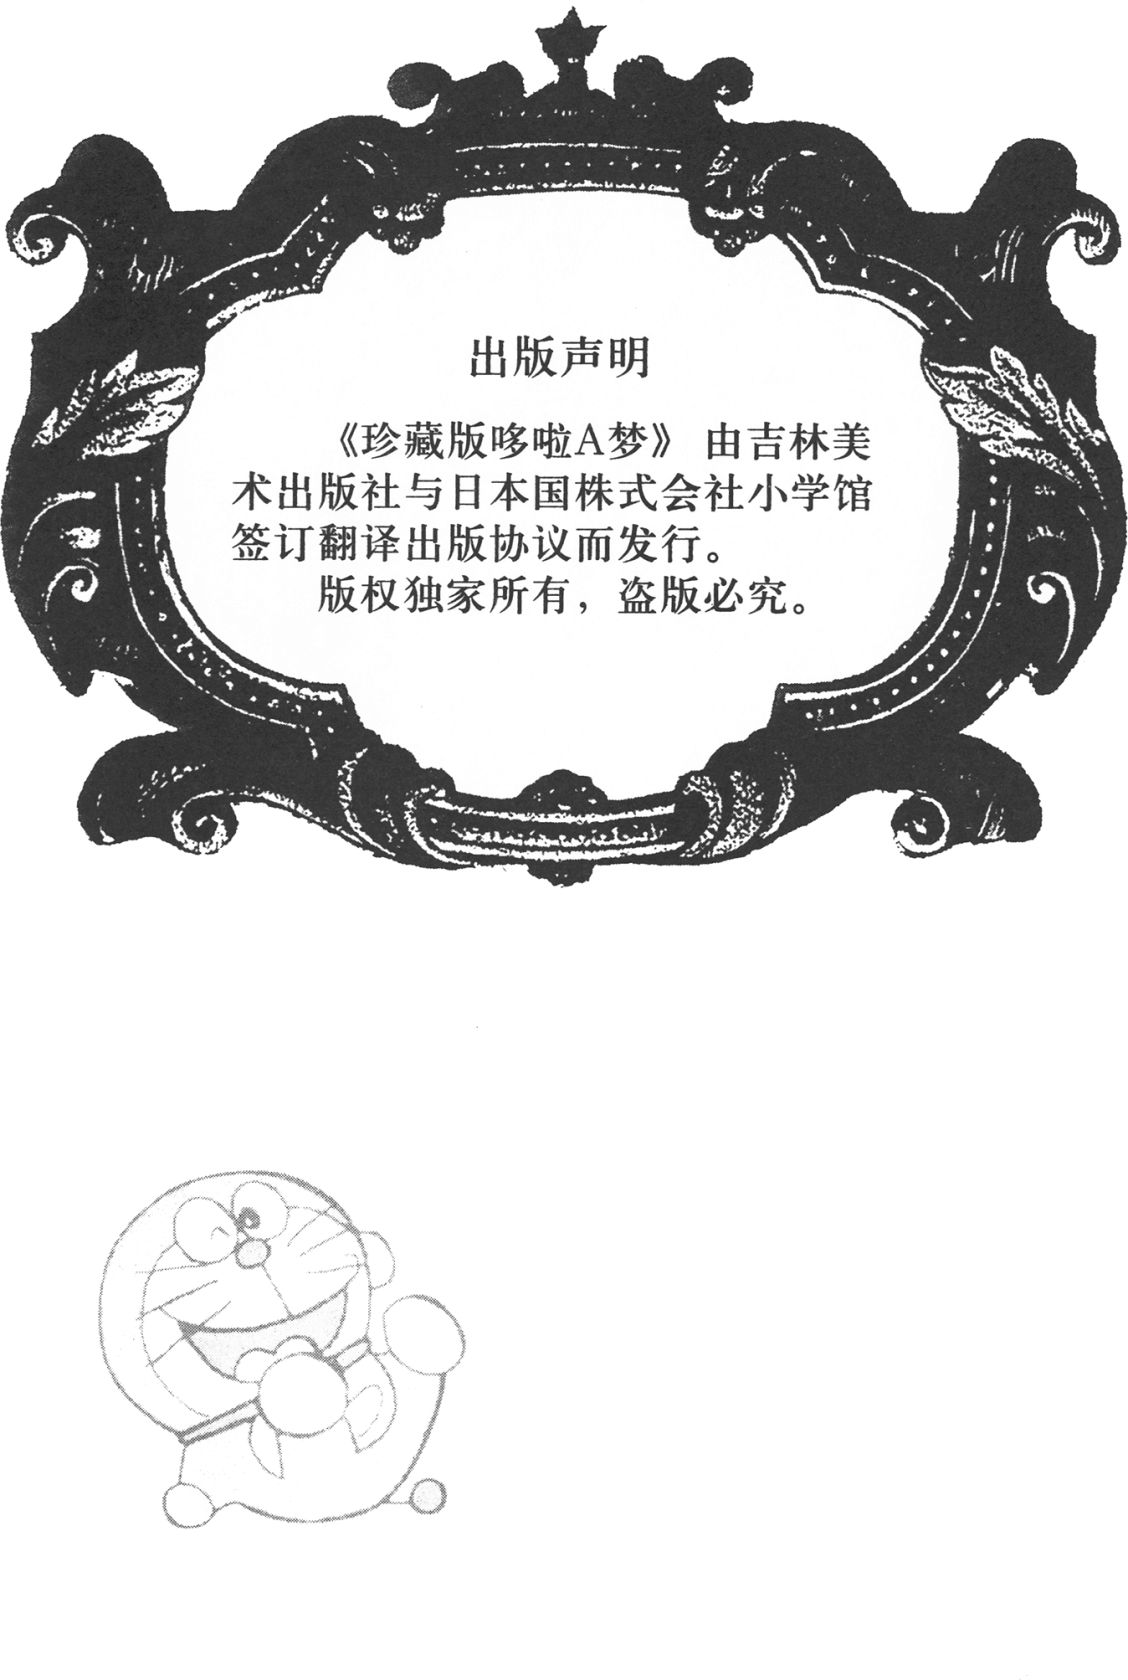 出版声明
《珍藏版哆啦A梦》 由吉林美
术出版社与日本国株式会社小学馆
签订翻译出版协议而发行。
版权独家所有，盗版必究。